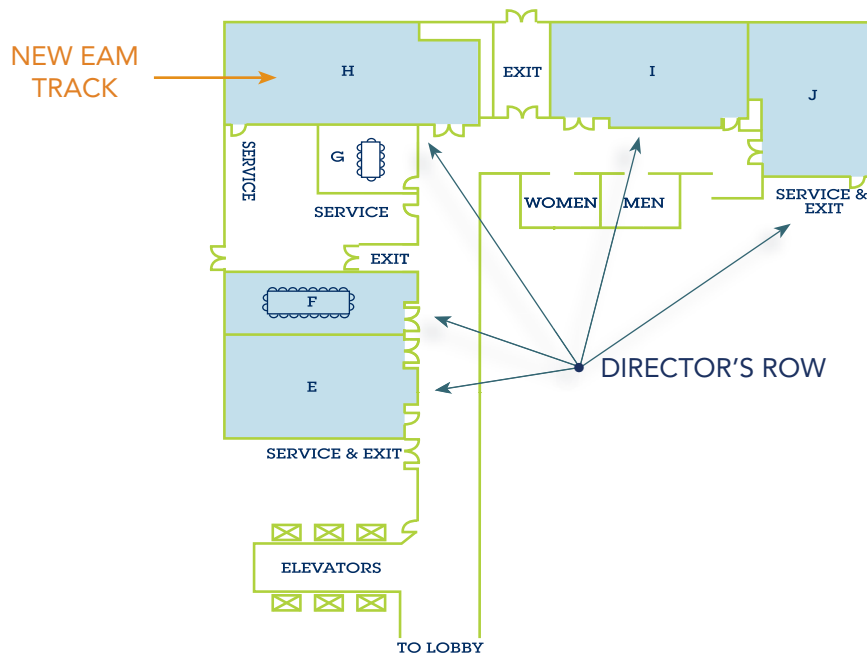 NEW EAM
TRACK
H
EXIT
I
J
G
SERVICE
SERVICE
WOMEN
MEN
SERVICE &
EXIT
EXIT
F
DIRECTOR'S ROW
E
SERVICE & EXIT
ELEVATORS
TO LOBBY